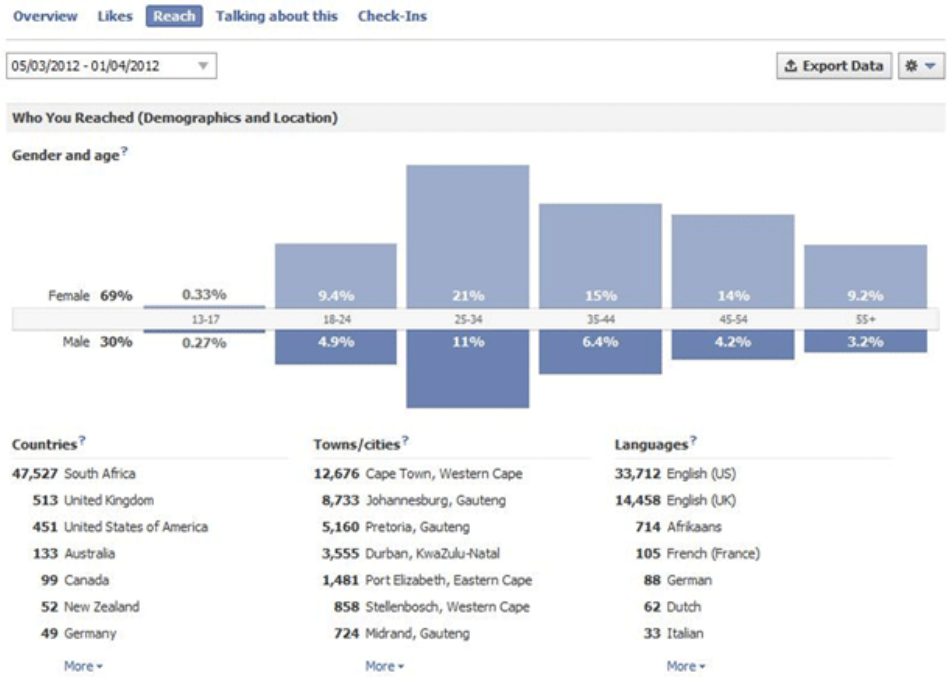 Overview Likes Reach Talking about this Check-Ins
05/03/2012 - 01/04/2012
Export Data
Who You Reached (Demographics and Location)
Gender and age?
Female 69% 0.33% 9.4% 21% 15% 14% 9.2%
13-17 18-24 25-34 35-44 45-54 55+
Male 30% 0.27% 4.9% 11% 6.4% 4.2% 3.2%
Countries?
47,527 South Africa
513 United Kingdom
451 United States of America
133 Australia
99 Canada
52 New Zealand
49 Germany
More
Towns/cities?
12,676 Cape Town, Western Cape
8,733 Johannesburg, Gauteng
5,160 Pretoria, Gauteng
3,555 Durban, KwaZulu-Natal
1,481 Port Elizabeth, Eastern Cape
858 Stellenbosch, Western Cape
724 Midrand, Gauteng
More
Languages?
33,712 English (US)
14,458 English (UK)
714 Afrikaans
105 French (France)
88 German
62 Dutch
33 Italian
More